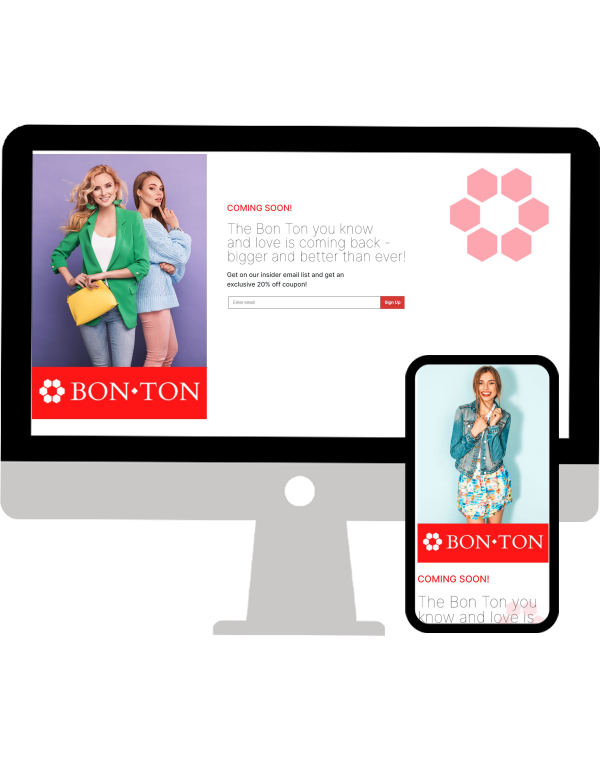 COMING SOON!
The Bon Ton you know
and love is coming back -
bigger and better than ever!
Get on our insider email list and get an
exclusive 20% off coupon!
Enter email
Sign Up
BON♦TON
BON♦TON
COMING SOON!
The Bon Ton you
know and love is